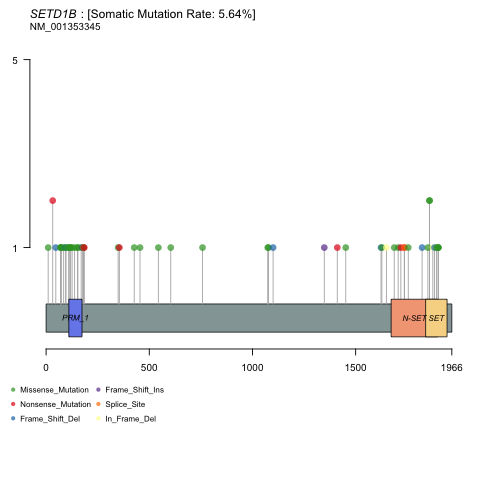 SETD1B : [Somatic Mutation Rate: 5.64%]
NM_001353345
5
1
PRM_1
N-SET
SET
0
500
1000
1500
1966
Missense_Mutation
Frame_Shift_Ins
Nonsense_Mutation
Splice_Site
Frame_Shift_Del
In_Frame_Del